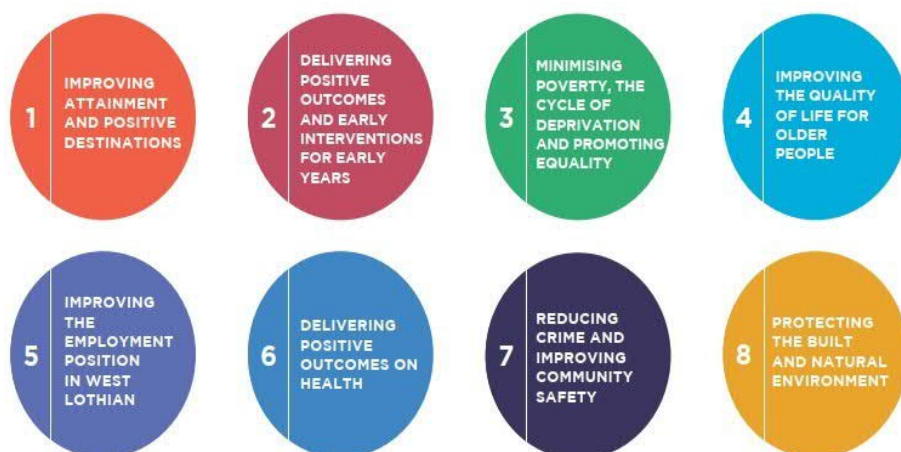 1
IMPROVING
ATTAINMENT
AND POSITIVE
DESTINATIONS
2
DELIVERING
POSITIVE
OUTCOMES
AND EARLY
INTERVENTIONS
FOR EARLY
YEARS
3
MINIMISING
POVERTY, THE
CYCLE OF
DEPRIVATION
AND PROMOTING
EQUALITY
4
IMPROVING
THE QUALITY
OF LIFE FOR
OLDER
PEOPLE
5
IMPROVING
THE
EMPLOYMENT
POSITION
IN WEST
LOTHIAN
6
DELIVERING
POSITIVE
OUTCOMES ON
HEALTH
7
REDUCING
CRIME AND
IMPROVING
COMMUNITY
SAFETY
8
PROTECTING
THE BUILT
AND NATURAL
ENVIRONMENT